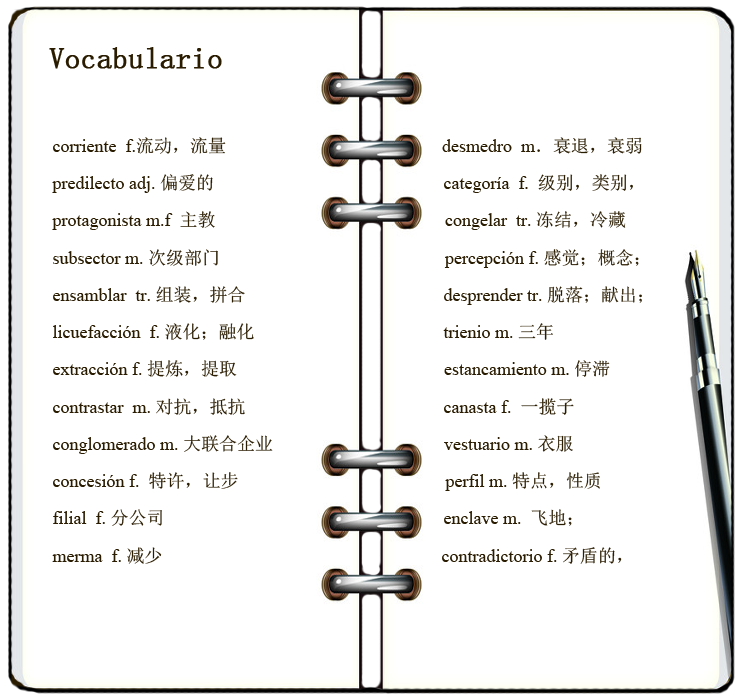 Vocabulario
corriente f.流动，流量
predilecto adj. 偏爱的
protagonista m.f 主教
subsector m. 次级部门
ensamblar tr. 组装，拼合
licuefacción f. 液化；融化
extracción f. 提炼，提取
contrastar m. 对抗，抵抗
conglomerado m. 大联合企业
concesión f. 特许，让步
filial f. 分公司
merma f. 减少
desmedro m． 衰退，衰弱
categoría f. 级别，类别，
congelar tr. 冻结，冷藏
percepción f. 感觉；概念；
desprender tr. 脱落；献出；
trienio m. 三年
estancamiento m. 停滞
canasta f. 一揽子
vestuario m. 衣服
perfil m. 特点，性质
enclave m. 飞地；
contradictorio f. 矛盾的，